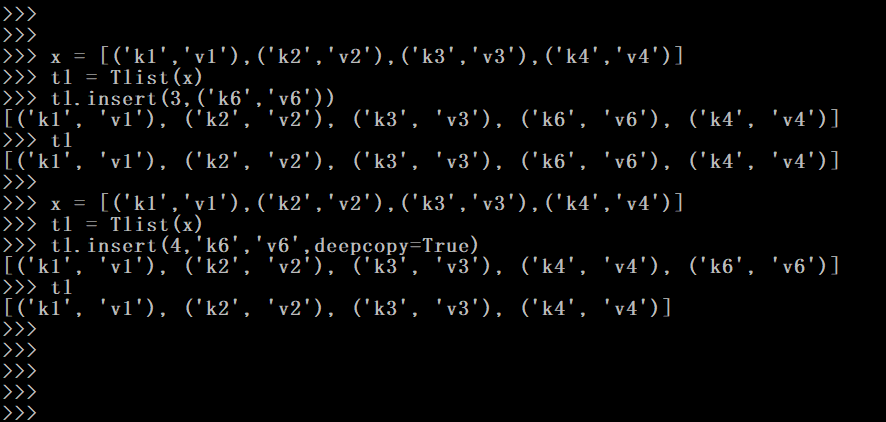 >>>
>>>
>>> x = [('k1','v1'),('k2','v2'),('k3','v3'),('k4','v4')]
>>> tl = Tlist(x)
>>> tl.insert(3,('k6','v6'))
[('k1', 'v1'), ('k2', 'v2'), ('k3', 'v3'), ('k6', 'v6'), ('k4', 'v4')]
>>> tl
[('k1', 'v1'), ('k2', 'v2'), ('k3', 'v3'), ('k6', 'v6'), ('k4', 'v4')]
>>>
>>> x = [('k1','v1'),('k2','v2'),('k3','v3'),('k4','v4')]
>>> tl = Tlist(x)
>>> tl.insert(4,'k6','v6',deepcopy=True)
[('k1', 'v1'), ('k2', 'v2'), ('k3', 'v3'), ('k4', 'v4'), ('k6', 'v6')]
>>> tl
[('k1', 'v1'), ('k2', 'v2'), ('k3', 'v3'), ('k4', 'v4')]
>>>
>>>
>>>
>>>
>>>